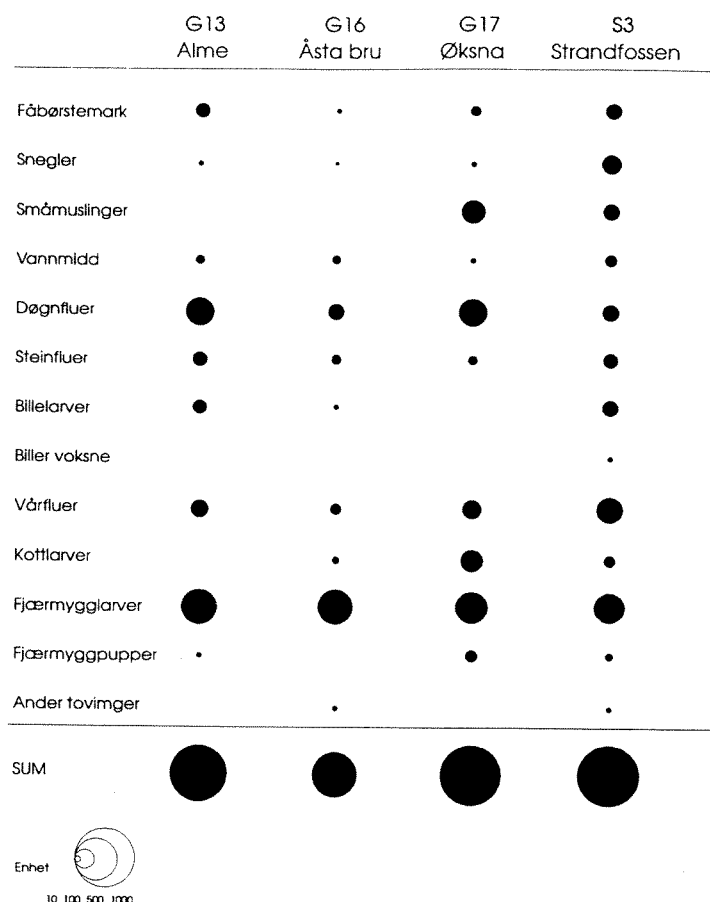 G13 G16 G17 S3
Alme Åsta bru Øksna Strandfossen
Fåbørstemark
Snegler
Småmuslinger
Vannmidd
Døgnfluer
Steinfluer
Billelarver
Biller voksne
Vårfluer
Kottlarver
Fjærmygglarver
Fjærmyggpupper
Ander tovimger
SUM
Enhet
10 100 500 1000